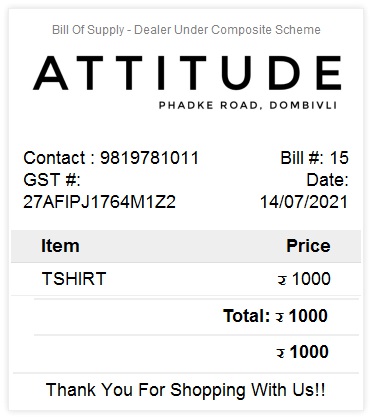 Bill Of Supply - Dealer Under Composite Scheme
ATTITUDE
PHADKE ROAD, DOMBIVLI
Contact : 9819781011
Bill #: 15
GST #:
27AFIPJ1764M1Z2
Date:
14/07/2021
Item Price
TSHIRT र 1000
Total: र 1000
र 1000
Thank You For Shopping With Us!!